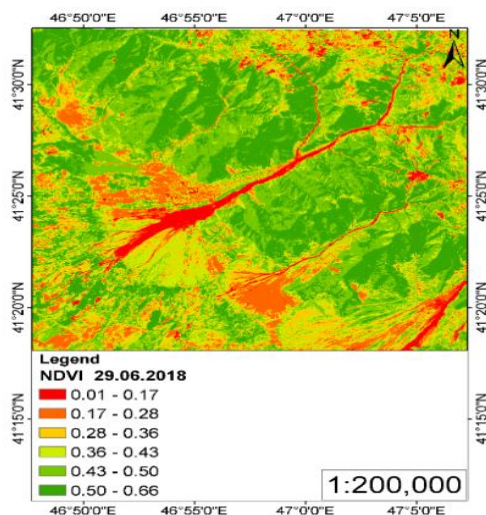 46°50'0"E 46°55'0"E 47°0'0"E 47°5'0"E
N
41°30'0"N
41°25'0"N
41°20'0"N
41°15'0"N
41°30'0"N
41°25'0"N
41°20'0"N
41°15'0"N
Legend
NDVI 29.06.2018
0.01 - 0.17
0.17 - 0.28
0.28 - 0.36
0.36 - 0.43
0.43 - 0.50
0.50 - 0.66
1:200,000
46°50'0"E 46°55'0"E 47°0'0"E 47°5'0"E